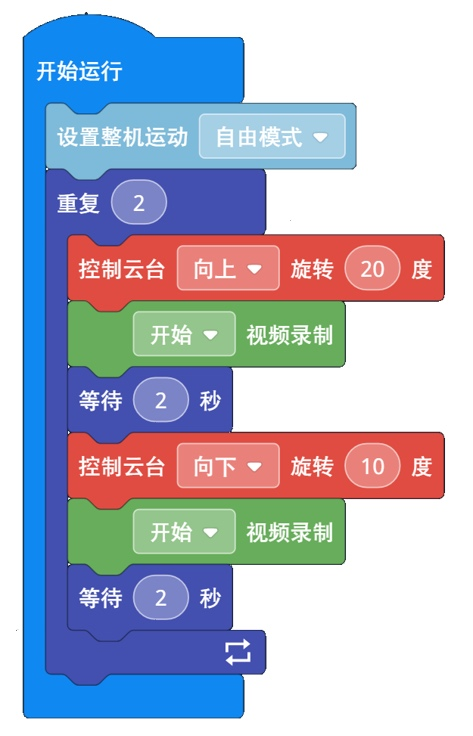 开始运行
设置整机运动 自由模式
重复 2
控制云台 向上 旋转 20 度
开始 视频录制
等待 2 秒
控制云台 向下 旋转 10 度
开始 视频录制
等待 2 秒